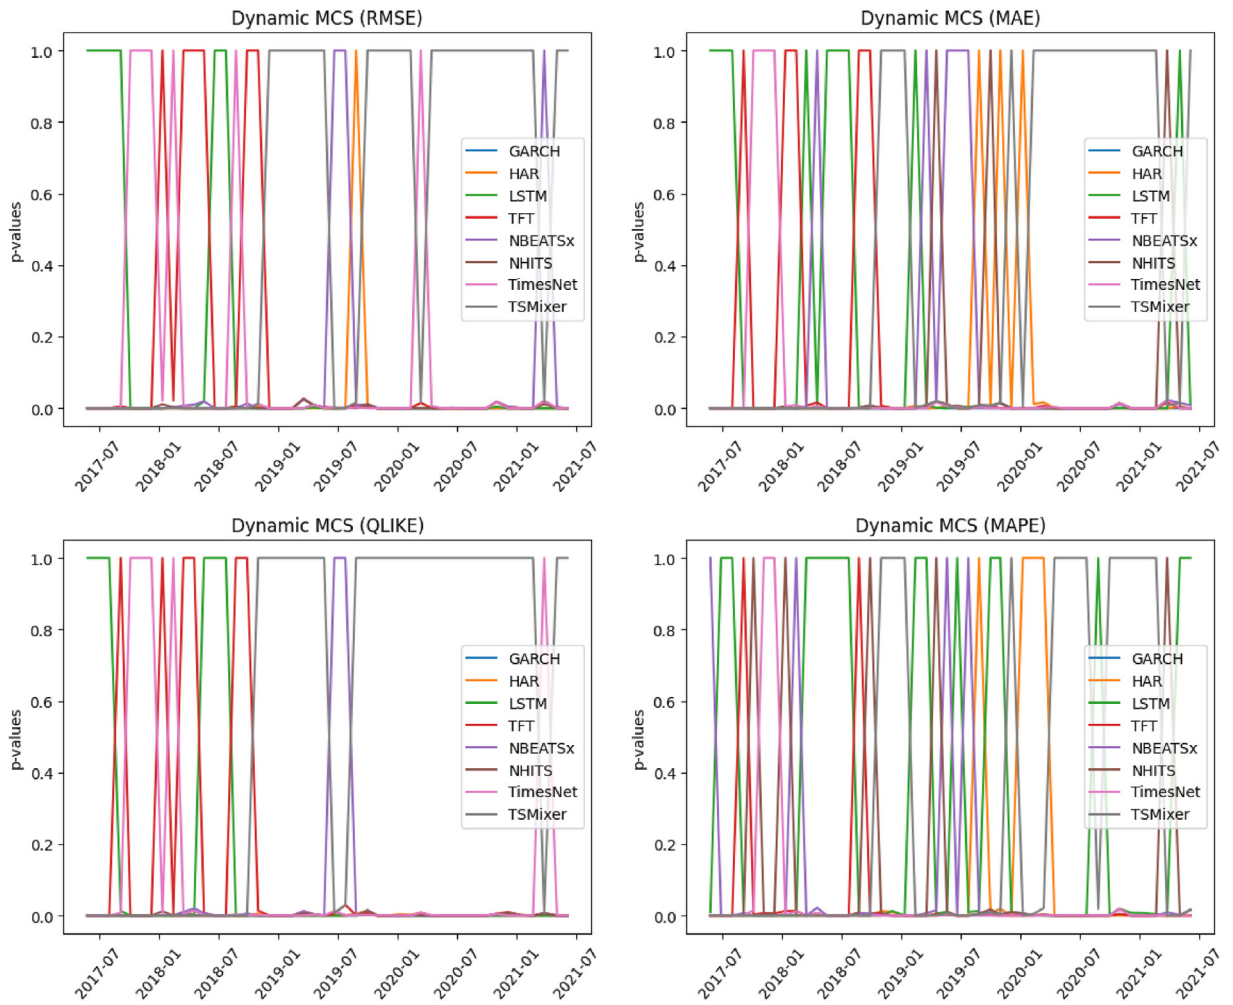 Dynamic MCS (RMSE)
1.0
0.8
0.6
0.4
0.2
0.0
p-values
GARCH
HAR
LSTM
TFT
NBEATSx
NHITS
TimesNet
TSMixer
2017-07
2018-01
2018-07
2019-01
2019-07
2020-01
2020-07
2021-01
2021-07
Dynamic MCS (MAE)
1.0
0.8
0.6
0.4
0.2
0.0
p-values
GARCH
HAR
LSTM
TFT
NBEATSx
NHITS
TimesNet
TSMixer
2017-07
2018-01
2018-07
2019-01
2019-07
2020-01
2020-07
2021-01
2021-07
Dynamic MCS (QLIKE)
1.0
0.8
0.6
0.4
0.2
0.0
p-values
GARCH
HAR
LSTM
TFT
NBEATSx
NHITS
TimesNet
TSMixer
2017-07
2018-01
2018-07
2019-01
2019-07
2020-01
2020-07
2021-01
2021-07
Dynamic MCS (MAPE)
1.0
0.8
0.6
0.4
0.2
0.0
p-values
GARCH
HAR
LSTM
TFT
NBEATSx
NHITS
TimesNet
TSMixer
2017-07
2018-01
2018-07
2019-01
2019-07
2020-01
2020-07
2021-01
2021-07